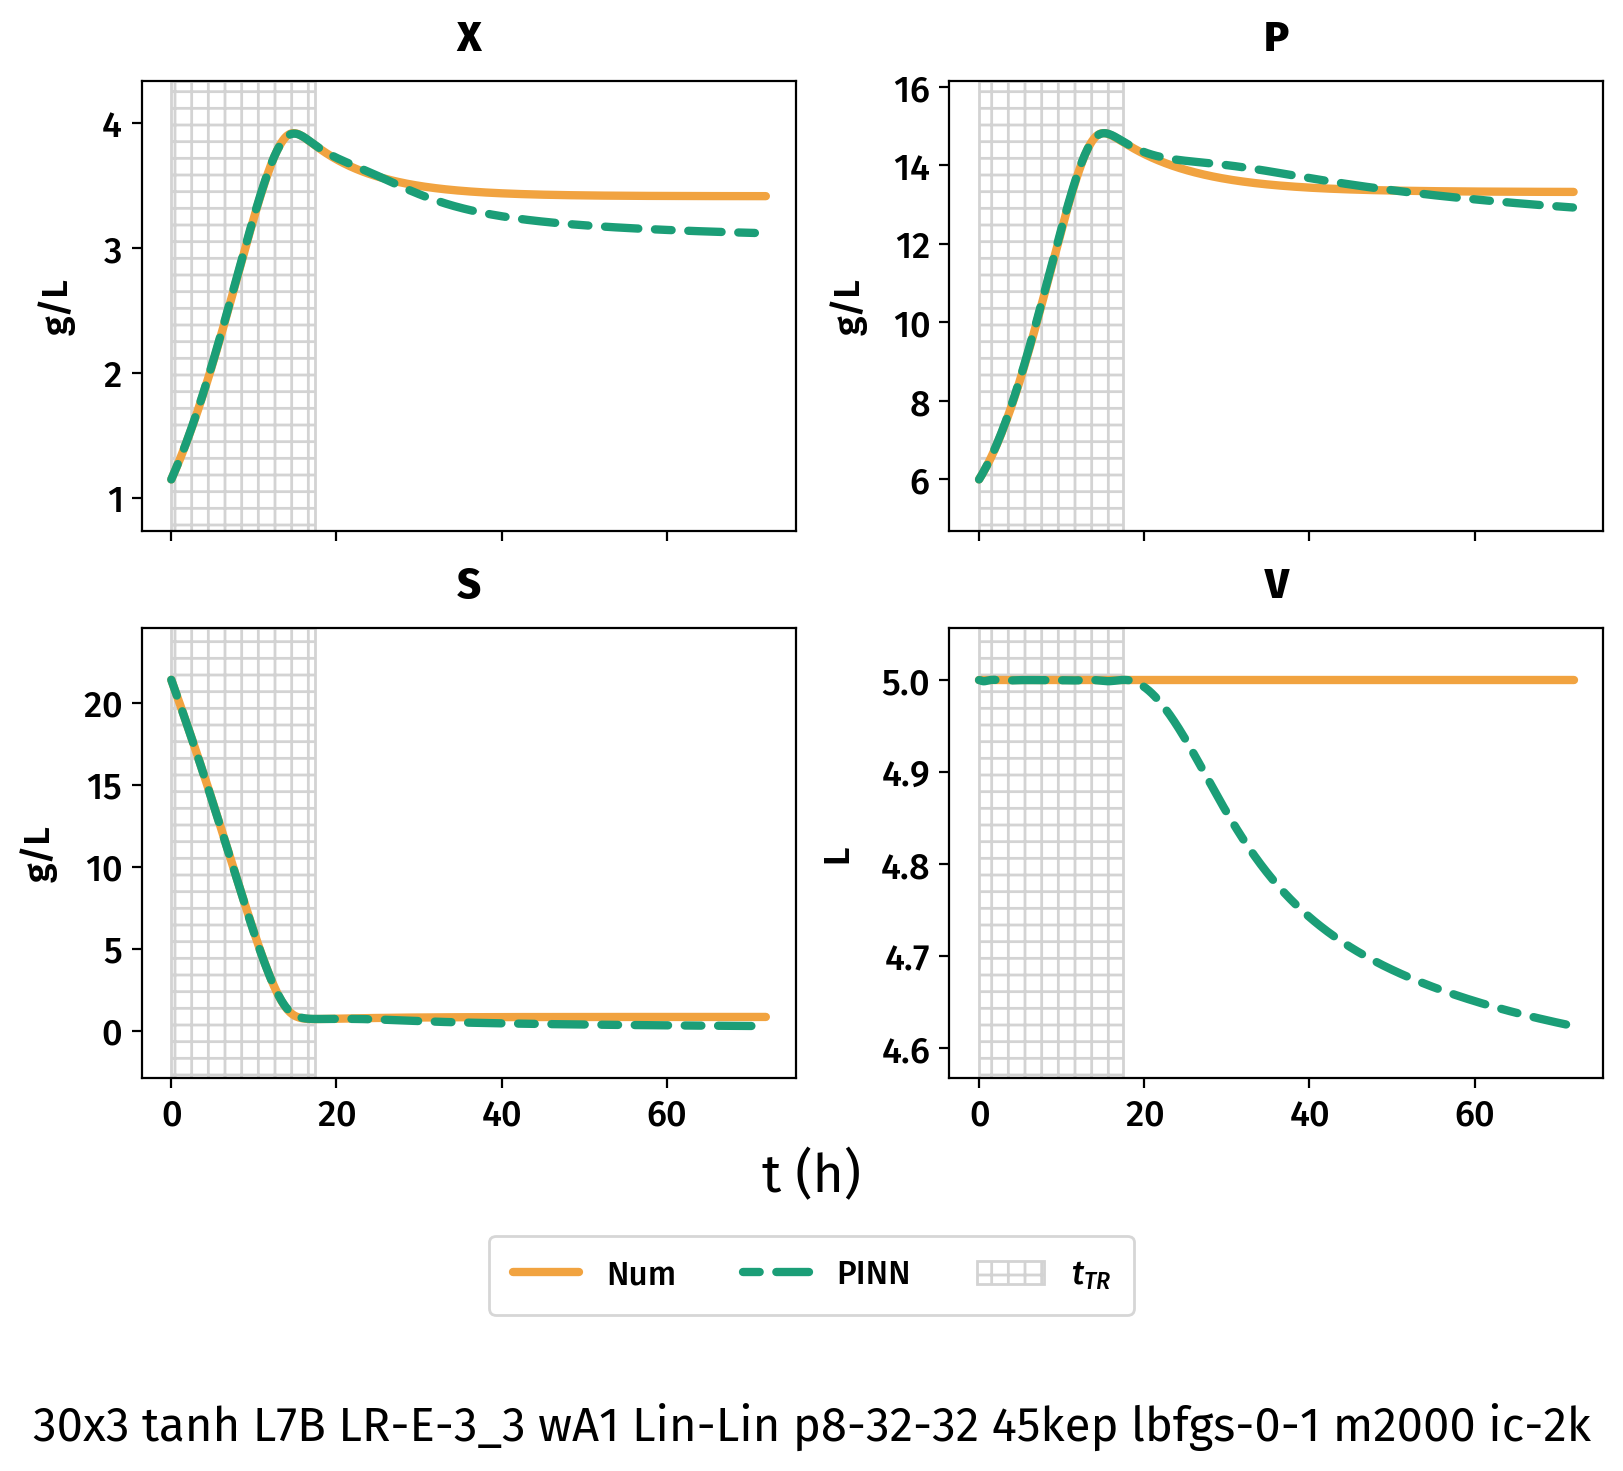 X
P
4
3
2
1
g/L
16
14
12
10
8
6
g/L
S
V
20
15
10
5
0
g/L
5.0
4.9
4.8
4.7
4.6
L
0 20 40 60
0 20 40 60
t (h)
Num PINN t_TR
30x3 tanh L7B LR-E-3_3 wA1 Lin-Lin p8-32-32 45kep lbfgs-0-1 m2000 ic-2k